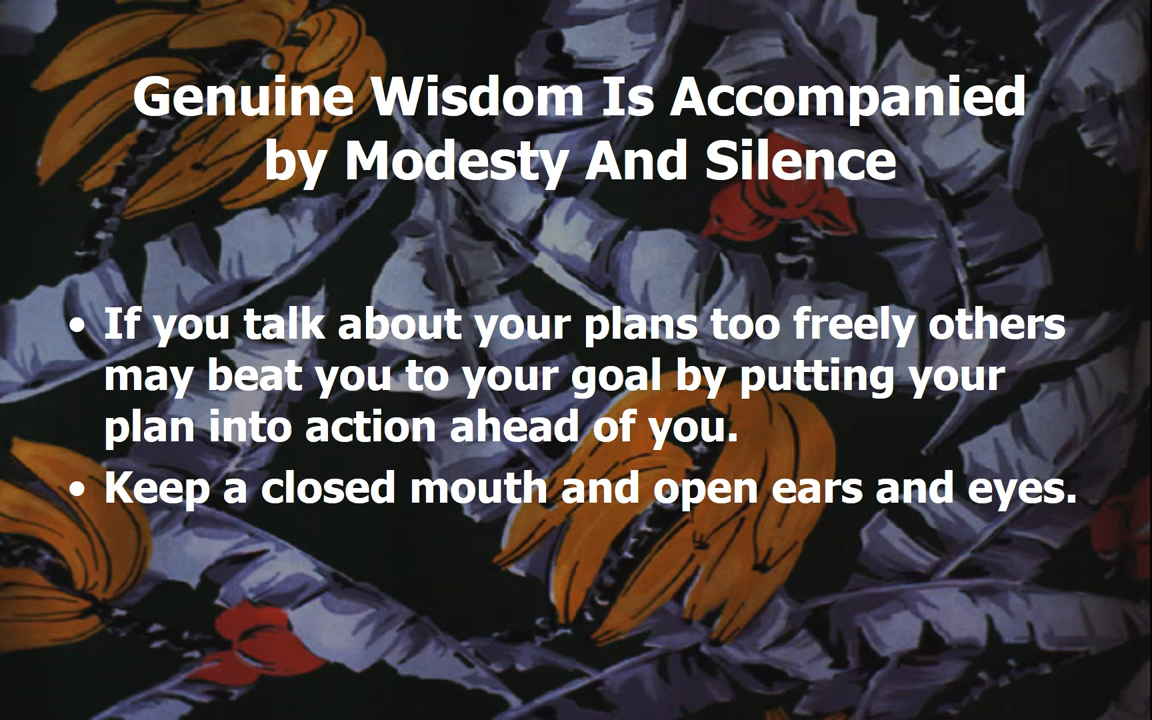 Genuine Wisdom Is Accompanied
by Modesty And Silence
• If you talk about your plans too freely others
may beat you to your goal by putting your
plan into action ahead of you.
• Keep a closed mouth and open ears and eyes.